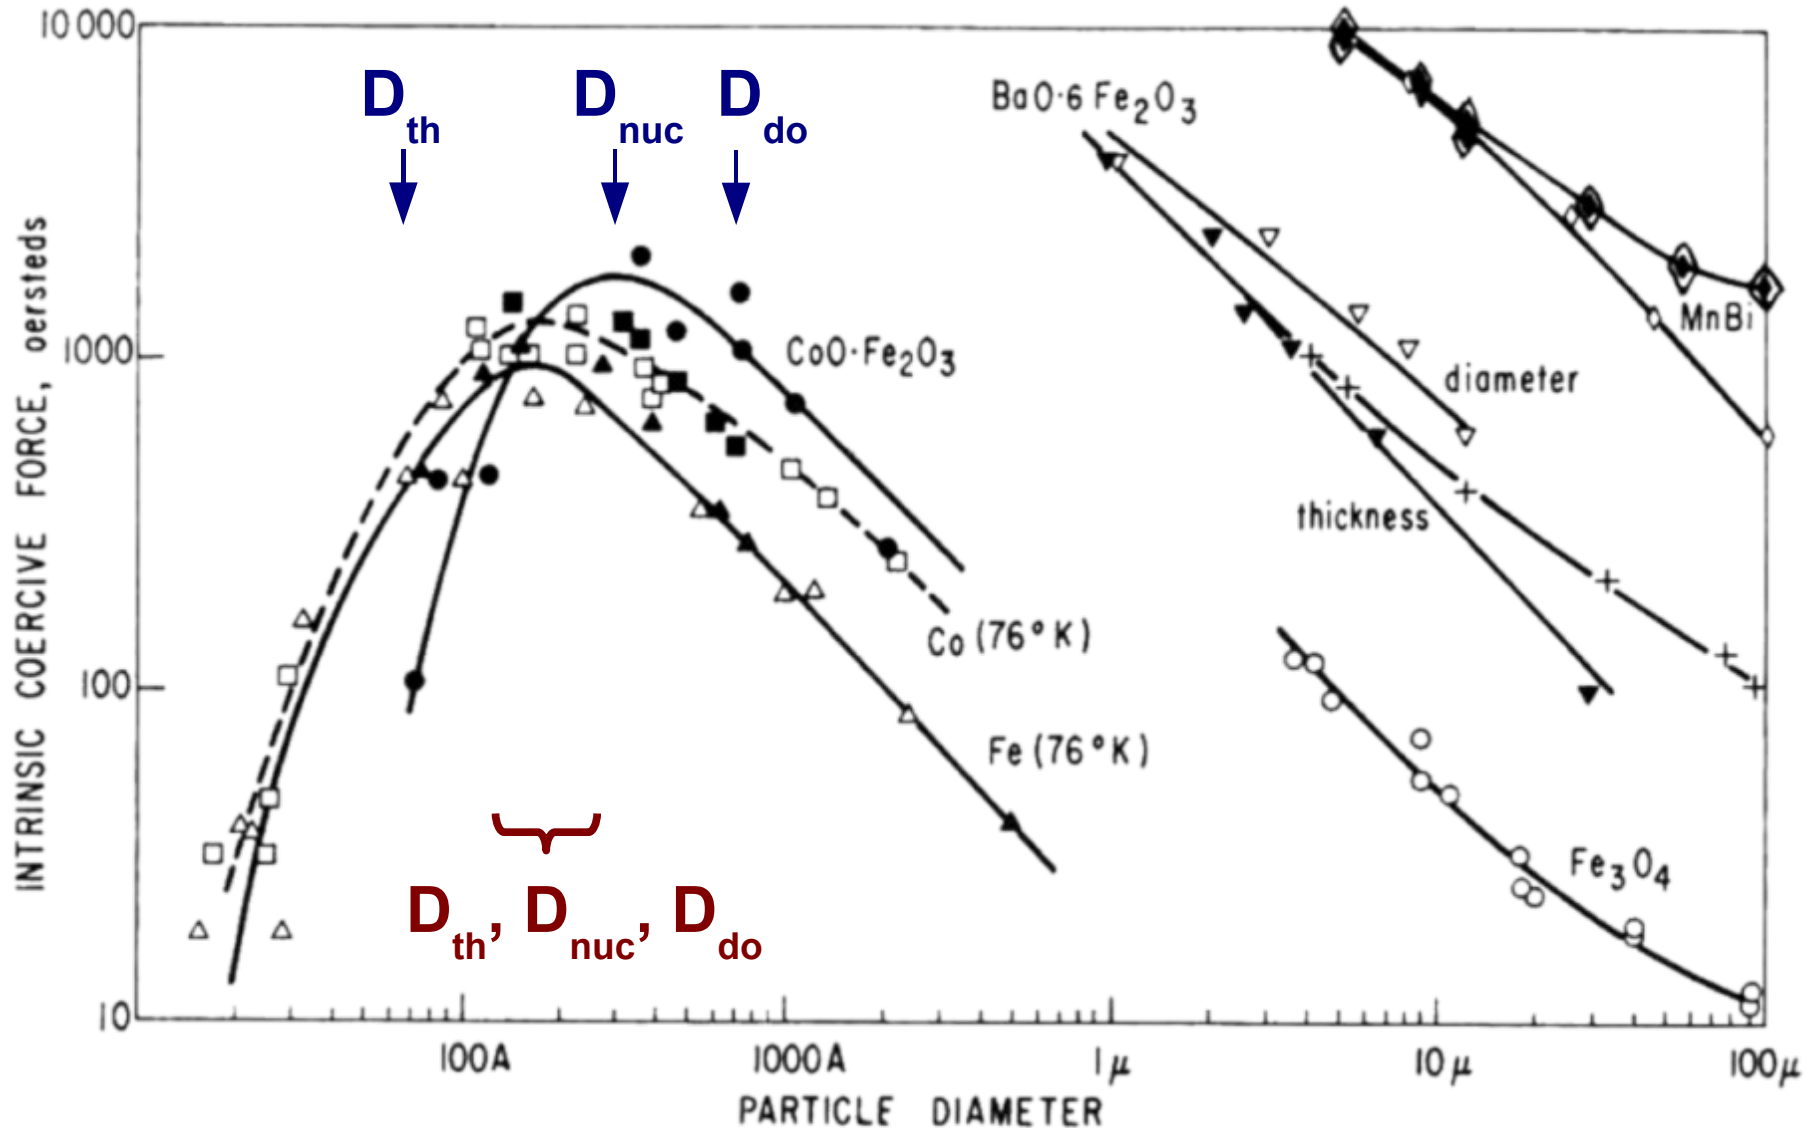 10 000
D th D nuc D do
BaO·6 Fe2O3
MnBi
1000
CoO·Fe2O3
diameter
thickness
INTRINSIC COERCIVE FORCE, oersteds
Co (76°K)
100
Fe (76°K)
Fe3O4
D th, D nuc, D do
10
100A 1000A 1μ 10μ 100μ
PARTICLE DIAMETER